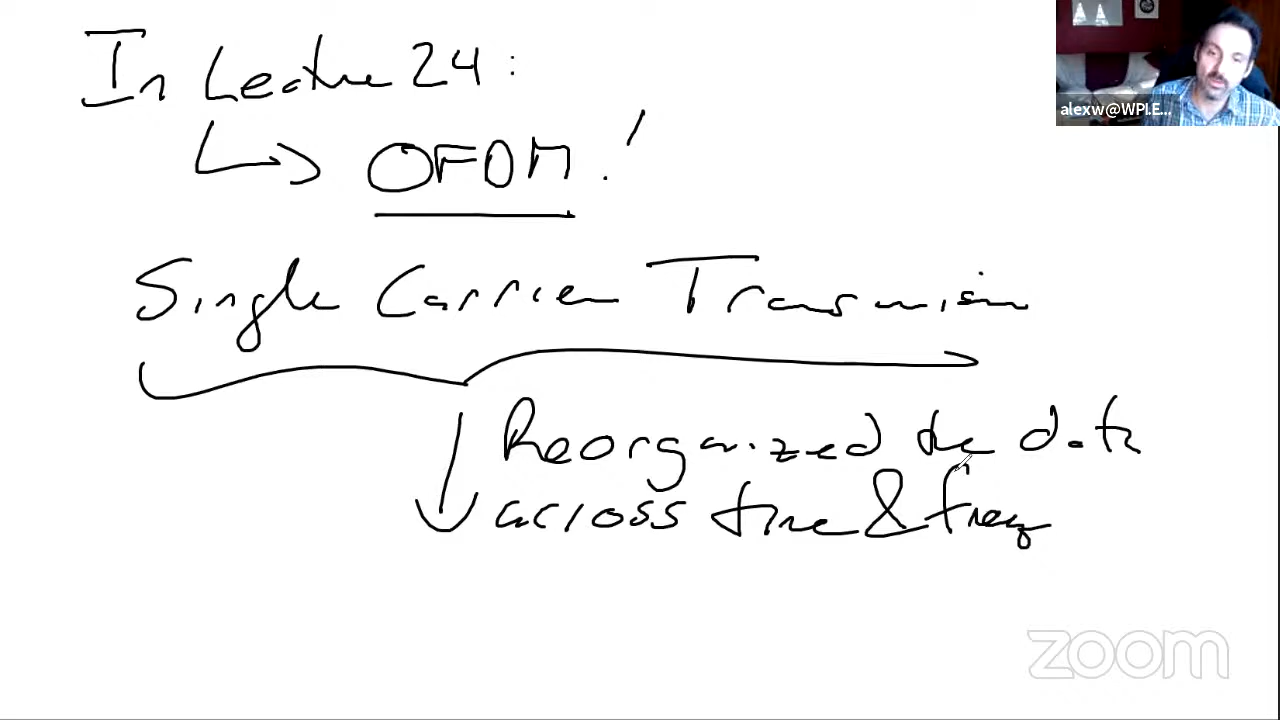 In Lecture 24:
↳ OFDM!
Single Carrier Transmission
Reorganized the data
across time & freq
alexw@WPI.E...
zoom